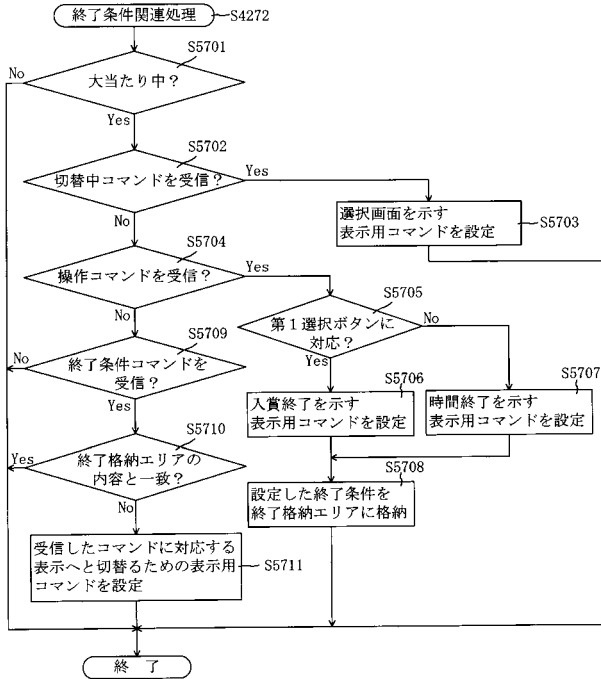 終了条件関連処理
S4272
S5701
大当たり中？
No
Yes
S5702
切替中コマンドを受信？
Yes
No
選択画面を示す
表示用コマンドを設定
S5703
S5704
操作コマンドを受信？
Yes
No
S5705
第1選択ボタンに
対応？
No
Yes
S5709
終了条件コマンドを
受信？
No
Yes
S5706
入賞終了を示す
表示用コマンドを設定
S5707
時間終了を示す
表示用コマンドを設定
S5710
終了格納エリアの
内容と一致？
Yes
No
S5708
設定した終了条件を
終了格納エリアに格納
受信したコマンドに対応する
表示へと切替るための表示用
コマンドを設定
S5711
終 了